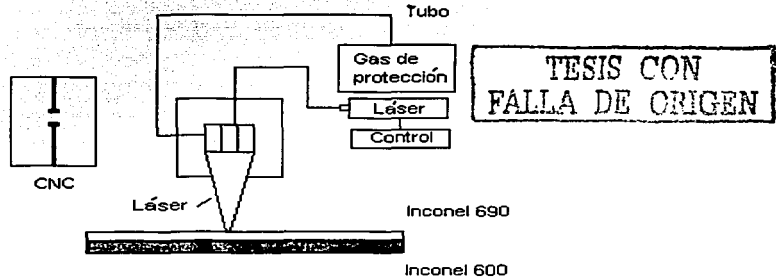 Tubo
Gas de
protección
Láser
Control
TESIS CON
FALLA DE ORIGEN
CNC
Láser
Inconel 690
Inconel 600